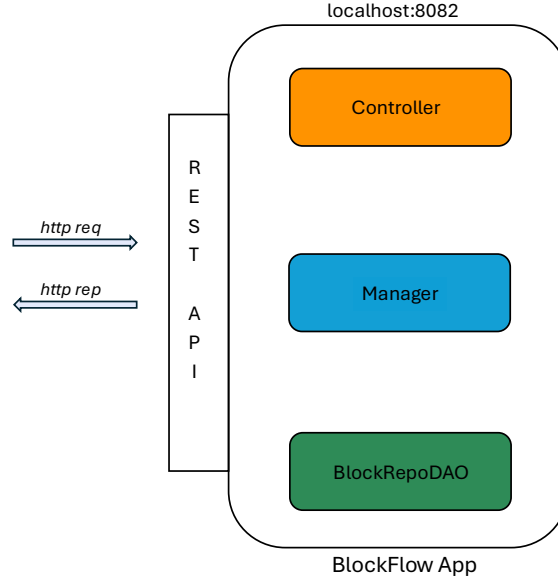 localhost:8082
Controller
R
E
S
T
A
P
I
http req
http rep
Manager
BlockRepoDAO
BlockFlow App